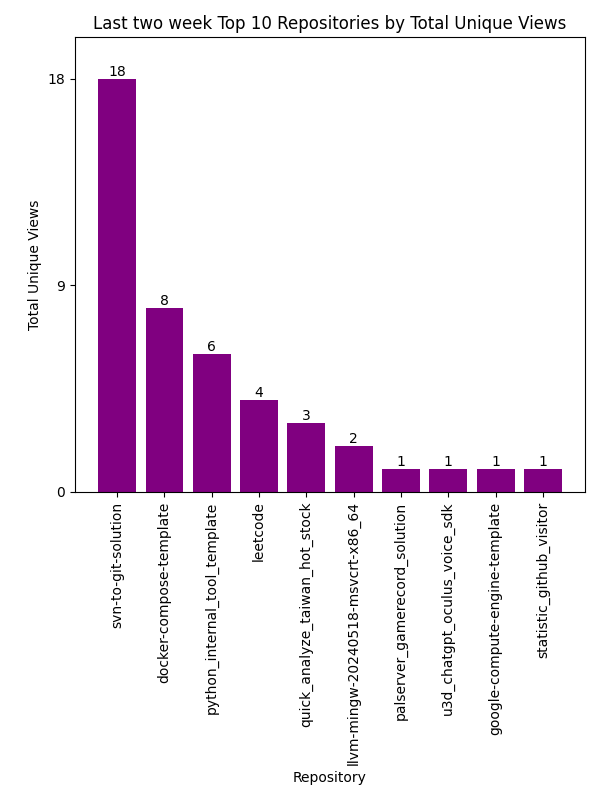 Last two week Top 10 Repositories by Total Unique Views
Total Unique Views
18
9
0
18
8
6
4
3
2
1
1
1
1
svn-to-git-solution
docker-compose-template
python_internal_tool_template
leetcode
quick_analyze_taiwan_hot_stock
llvm-mingw-20240518-msvcrt-x86_64
palserver_gamerecord_solution
u3d_chatgpt_oculus_voice_sdk
google-compute-engine-template
statistic_github_visitor
Repository